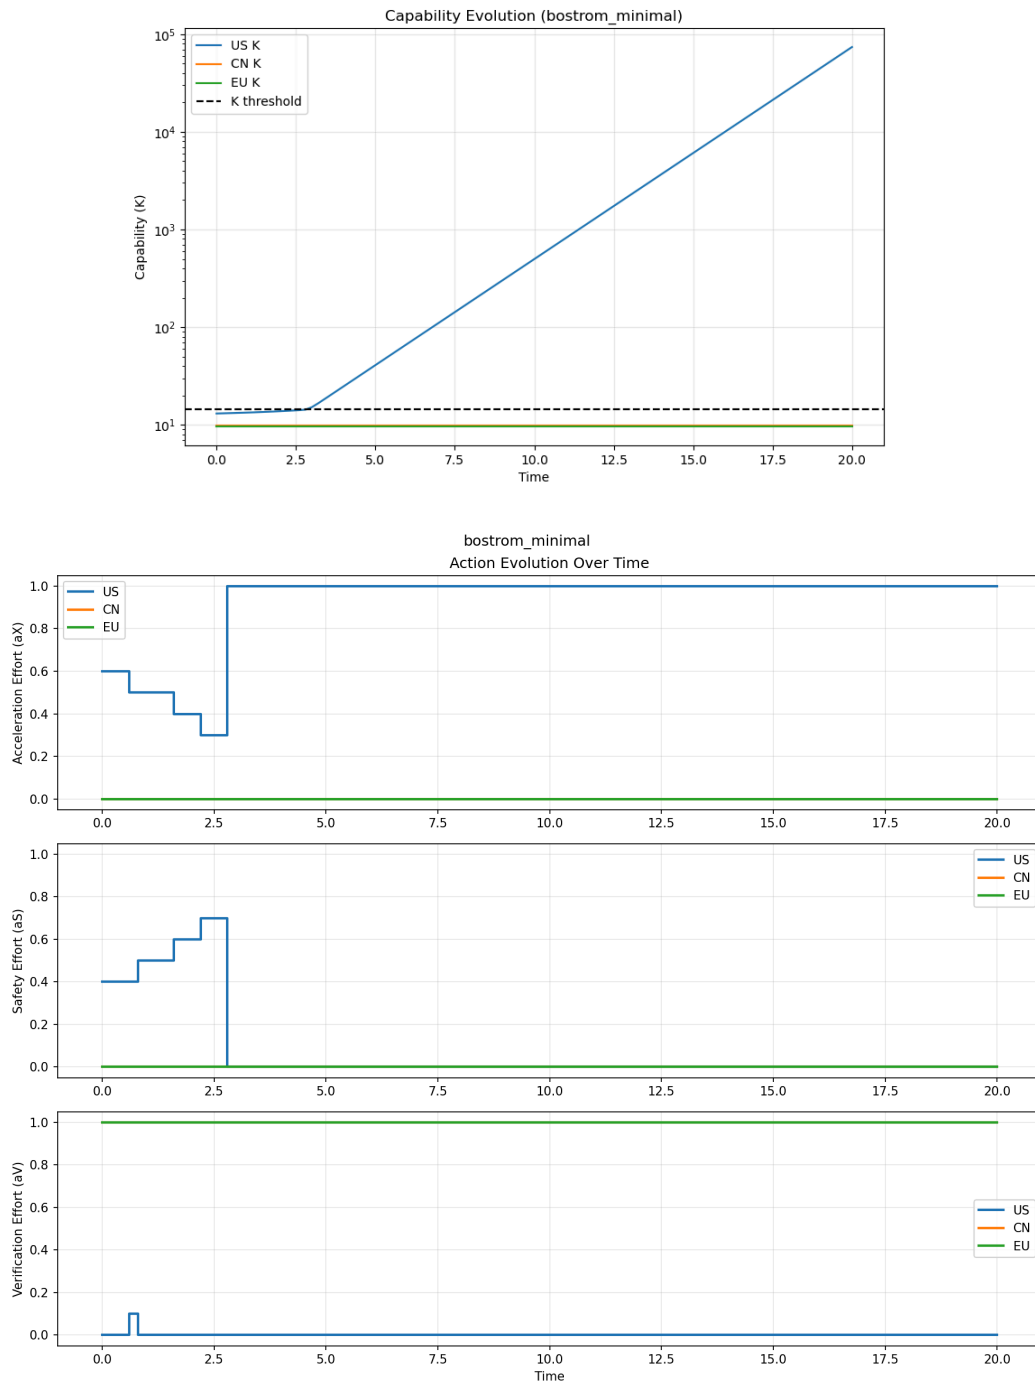 Capability Evolution (bostrom_minimal)
US K
CN K
EU K
K threshold
10^5
10^4
10^3
10^2
10^1
Capability (K)
0.0 2.5 5.0 7.5 10.0 12.5 15.0 17.5 20.0
Time
bostrom_minimal
Action Evolution Over Time
US
CN
EU
1.0
0.8
0.6
0.4
0.2
0.0
Acceleration Effort (aX)
0.0 2.5 5.0 7.5 10.0 12.5 15.0 17.5 20.0
US
CN
EU
1.0
0.8
0.6
0.4
0.2
0.0
Safety Effort (aS)
0.0 2.5 5.0 7.5 10.0 12.5 15.0 17.5 20.0
US
CN
EU
1.0
0.8
0.6
0.4
0.2
0.0
Verification Effort (aV)
0.0 2.5 5.0 7.5 10.0 12.5 15.0 17.5 20.0
Time